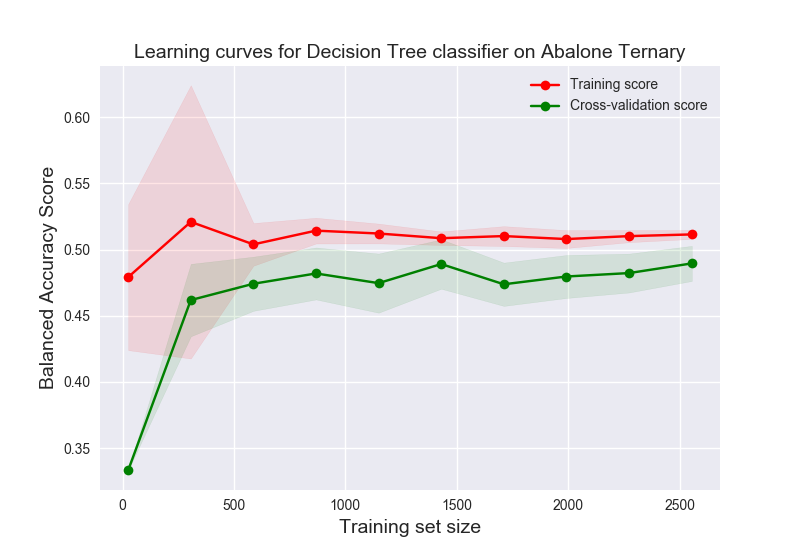 Learning curves for Decision Tree classifier on Abalone Ternary
Training score
Cross-validation score
Balanced Accuracy Score
0.60
0.55
0.50
0.45
0.40
0.35
0
500
1000
1500
2000
2500
Training set size